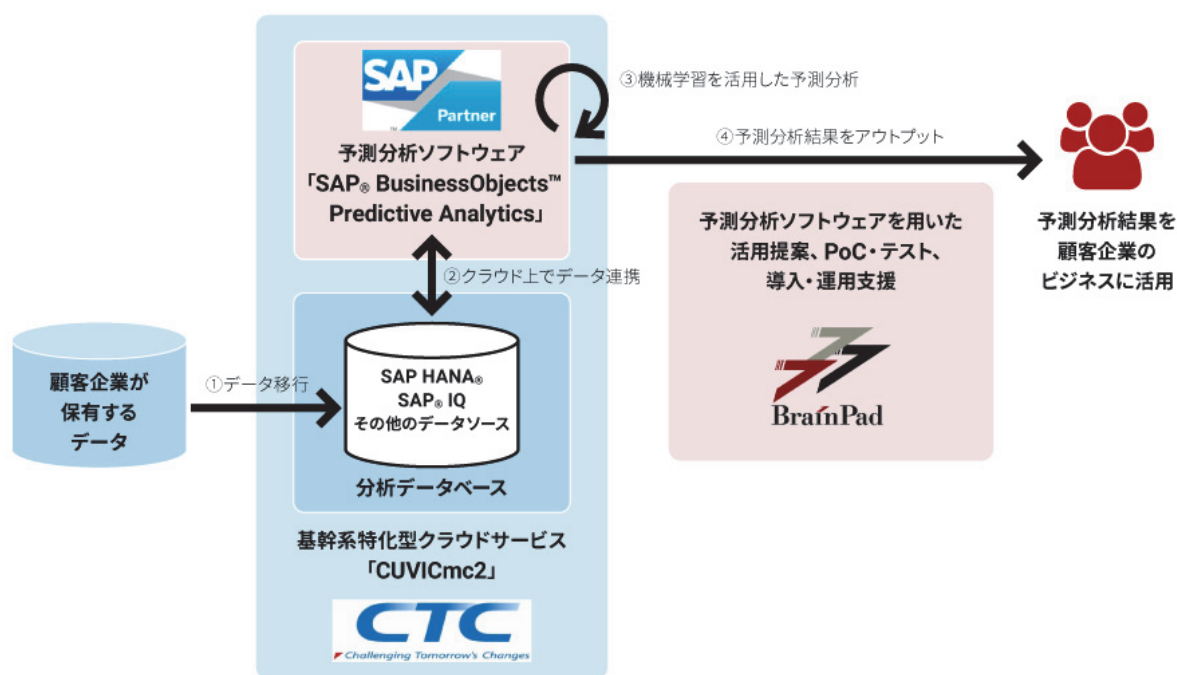 SAP
Partner
TM
予測分析ソフトウェア
「SAP® BusinessObjects™
Predictive Analytics」
③機械学習を活用した予測分析
④予測分析結果をアウトプット
②クラウド上でデータ連携
顧客企業が
保有する
データ
①データ移行
SAP HANA®
SAP® IQ
その他のデータソース
分析データベース
基幹系特化型クラウドサービス
「CUVICmc2」
CTC
Challenging Tomorrow's Changes
予測分析ソフトウェアを用いた
活用提案、PoC・テスト、
導入・運用支援
BrainPad
予測分析結果を
顧客企業の
ビジネスに活用